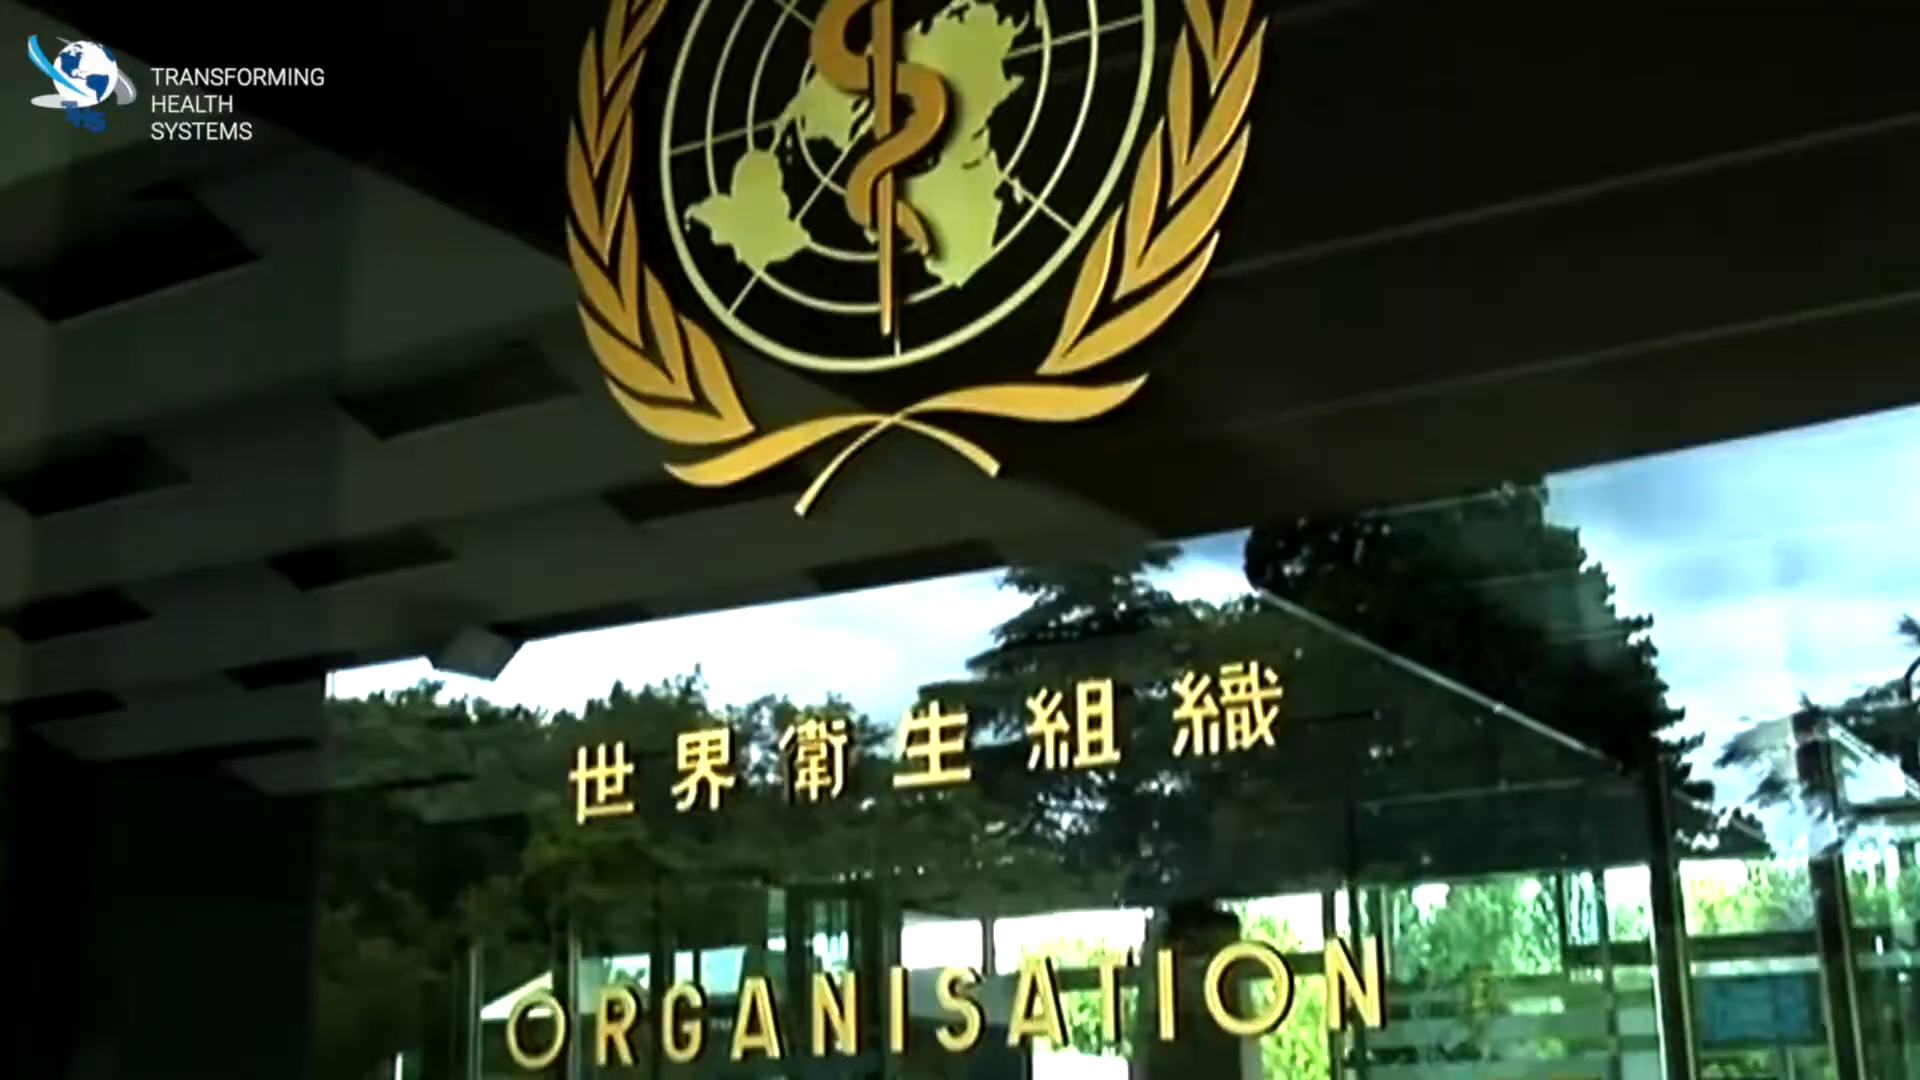 TRANSFORMING
HEALTH
SYSTEMS
世界衛生組織
ORGANISATION